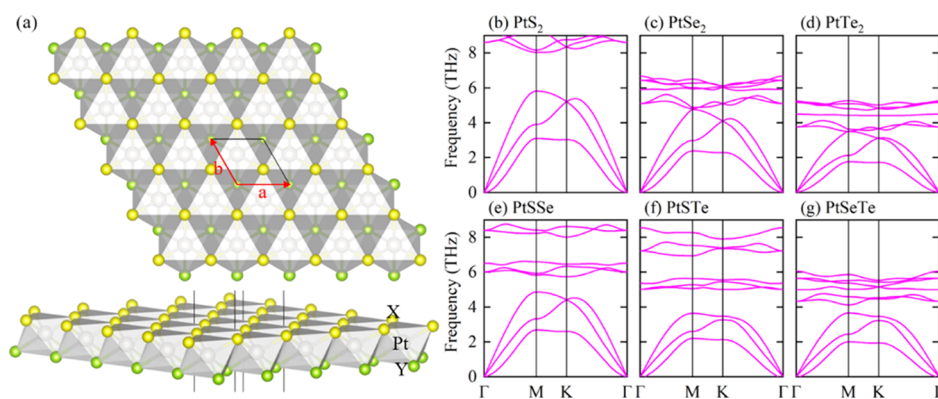 (a)
b
a
X
Pt
Y
(b) PtS2
(c) PtSe2
(d) PtTe2
Frequency (THz)
8
6
4
2
0
(e) PtSSe
(f) PtSTe
(g) PtSeTe
Frequency (THz)
8
6
4
2
0
Γ M K Γ M K Γ M K Γ